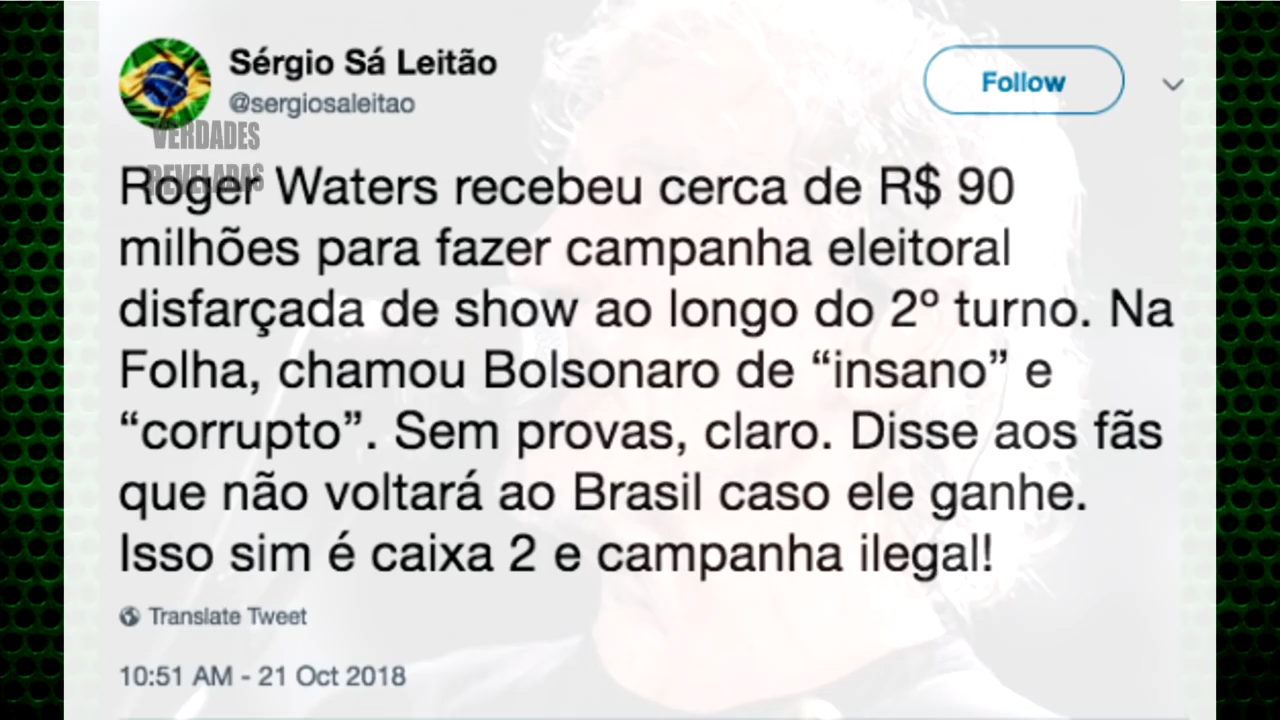 Sérgio Sá Leitão
@sergiosaleitao
Follow
VERDADES
REVELADAS
Roger Waters recebeu cerca de R$ 90
milhões para fazer campanha eleitoral
disfarçada de show ao longo do 2º turno. Na
Folha, chamou Bolsonaro de “insano” e
“corrupto”. Sem provas, claro. Disse aos fãs
que não voltará ao Brasil caso ele ganhe.
Isso sim é caixa 2 e campanha ilegal!
Translate Tweet
10:51 AM - 21 Oct 2018